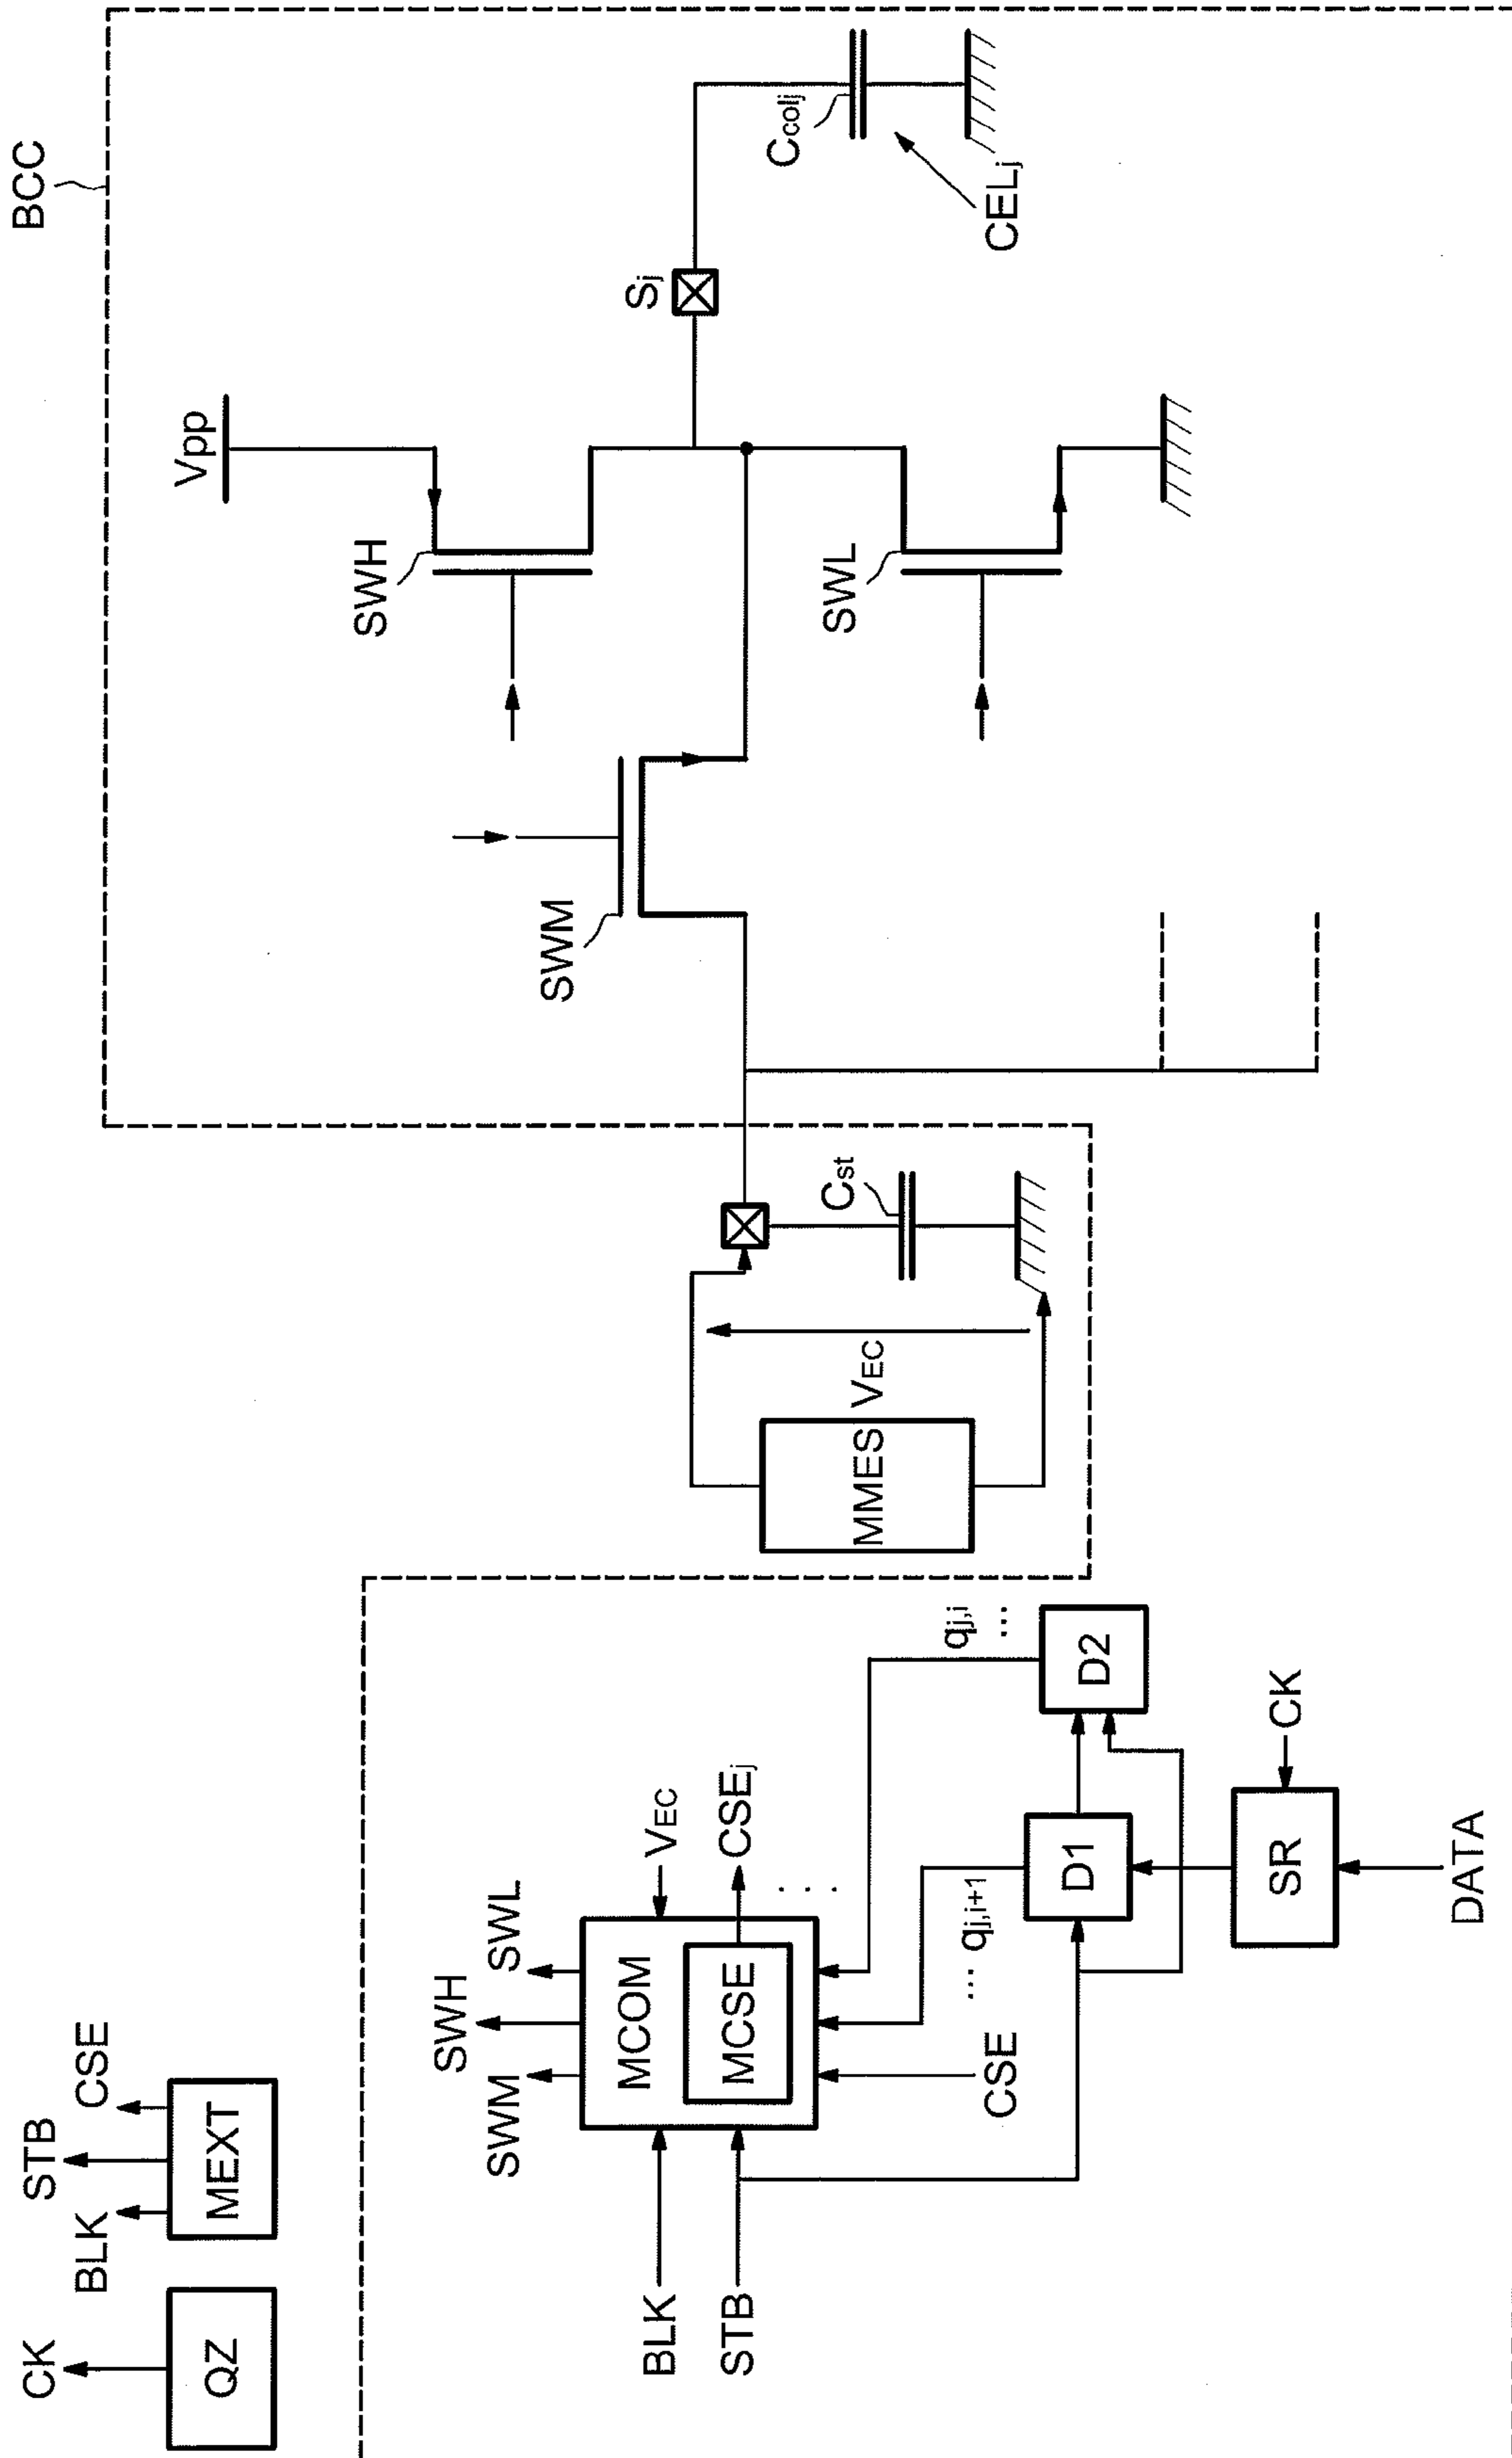 BCC
Vpp
SWH
SWM
SWL
Sj
Ccolj
CELj
Cst
VEC
MMES
CK
QZ
BLK
STB
CSE
MEXT
SWM
SWH
SWL
BLK
STB
MCOM
MCSE
VEC
CSEj
. . .
CSE
... qj,i+1
qj,i ...
D1
D2
SR
CK
DATA